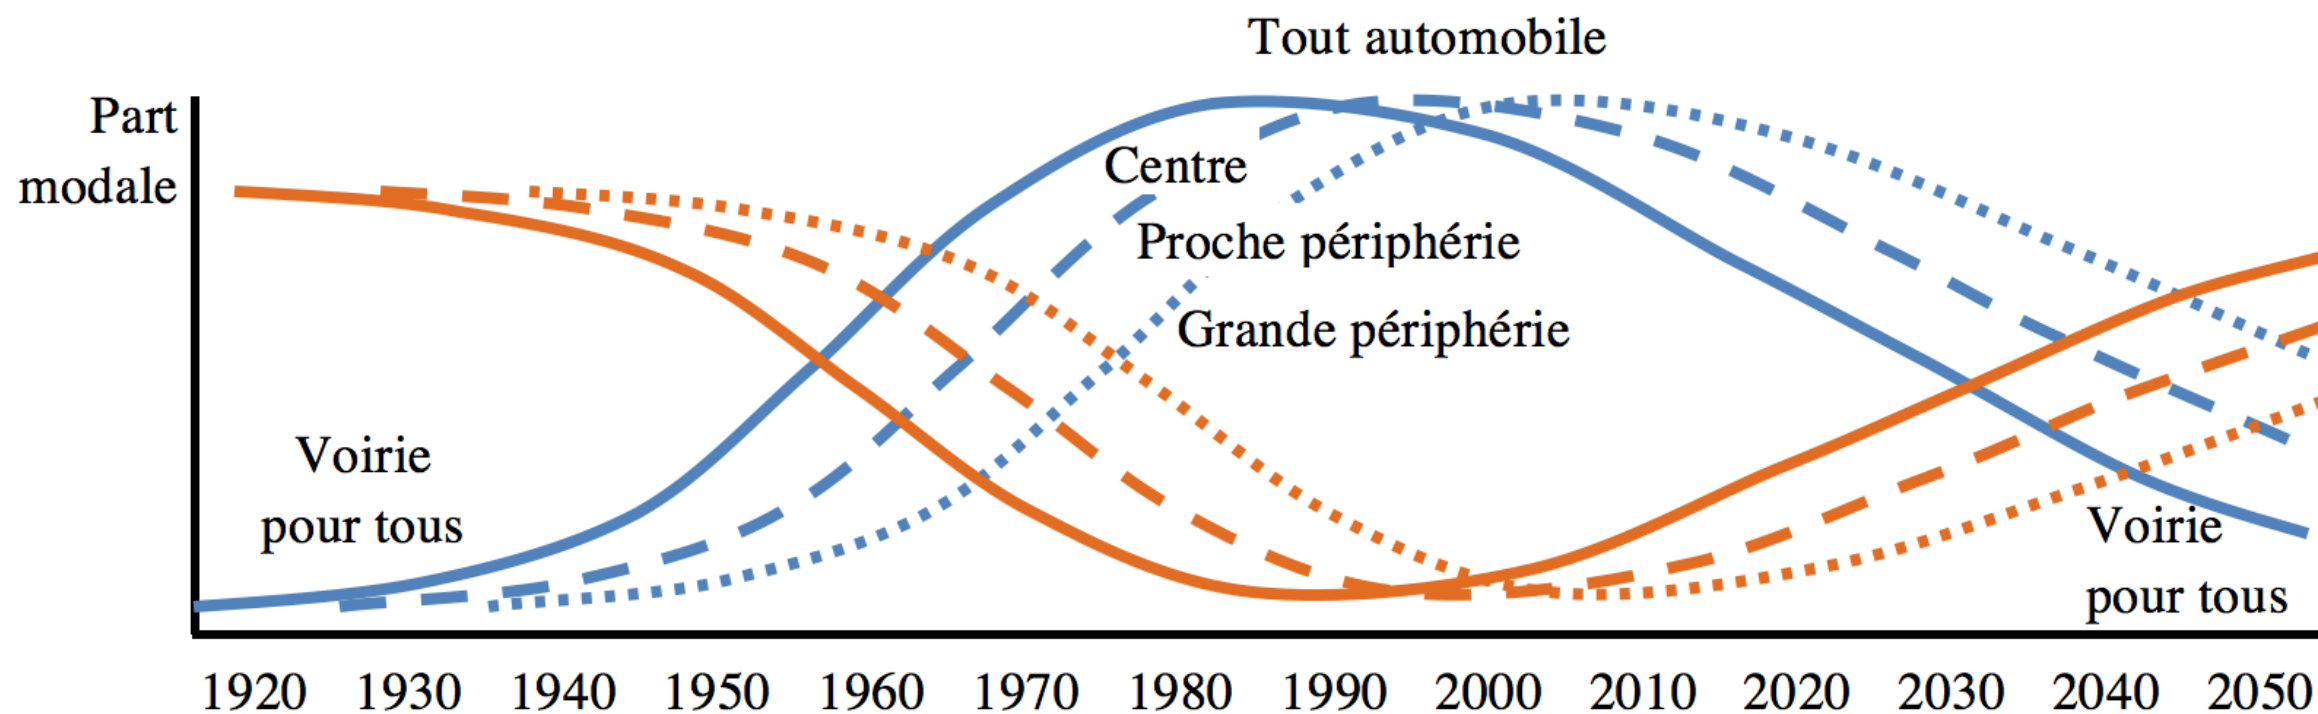 Tout automobile
Part
modale
Centre
Proche périphérie
Grande périphérie
Voirie
pour tous
Voirie
pour tous
1920 1930 1940 1950 1960 1970 1980 1990 2000 2010 2020 2030 2040 2050